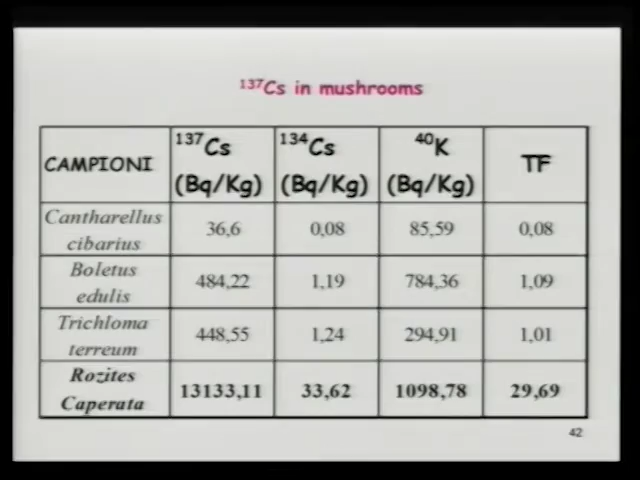 ¹³⁷Cs in mushrooms
CAMPIONI
¹³⁷Cs
(Bq/Kg)
¹³⁴Cs
(Bq/Kg)
⁴⁰K
(Bq/Kg)
TF
Cantharellus
cibarius
36,6
0,08
85,59
0,08
Boletus
edulis
484,22
1,19
784,36
1,09
Trichloma
terreum
448,55
1,24
294,91
1,01
Rozites
Caperata
13133,11
33,62
1098,78
29,69
42